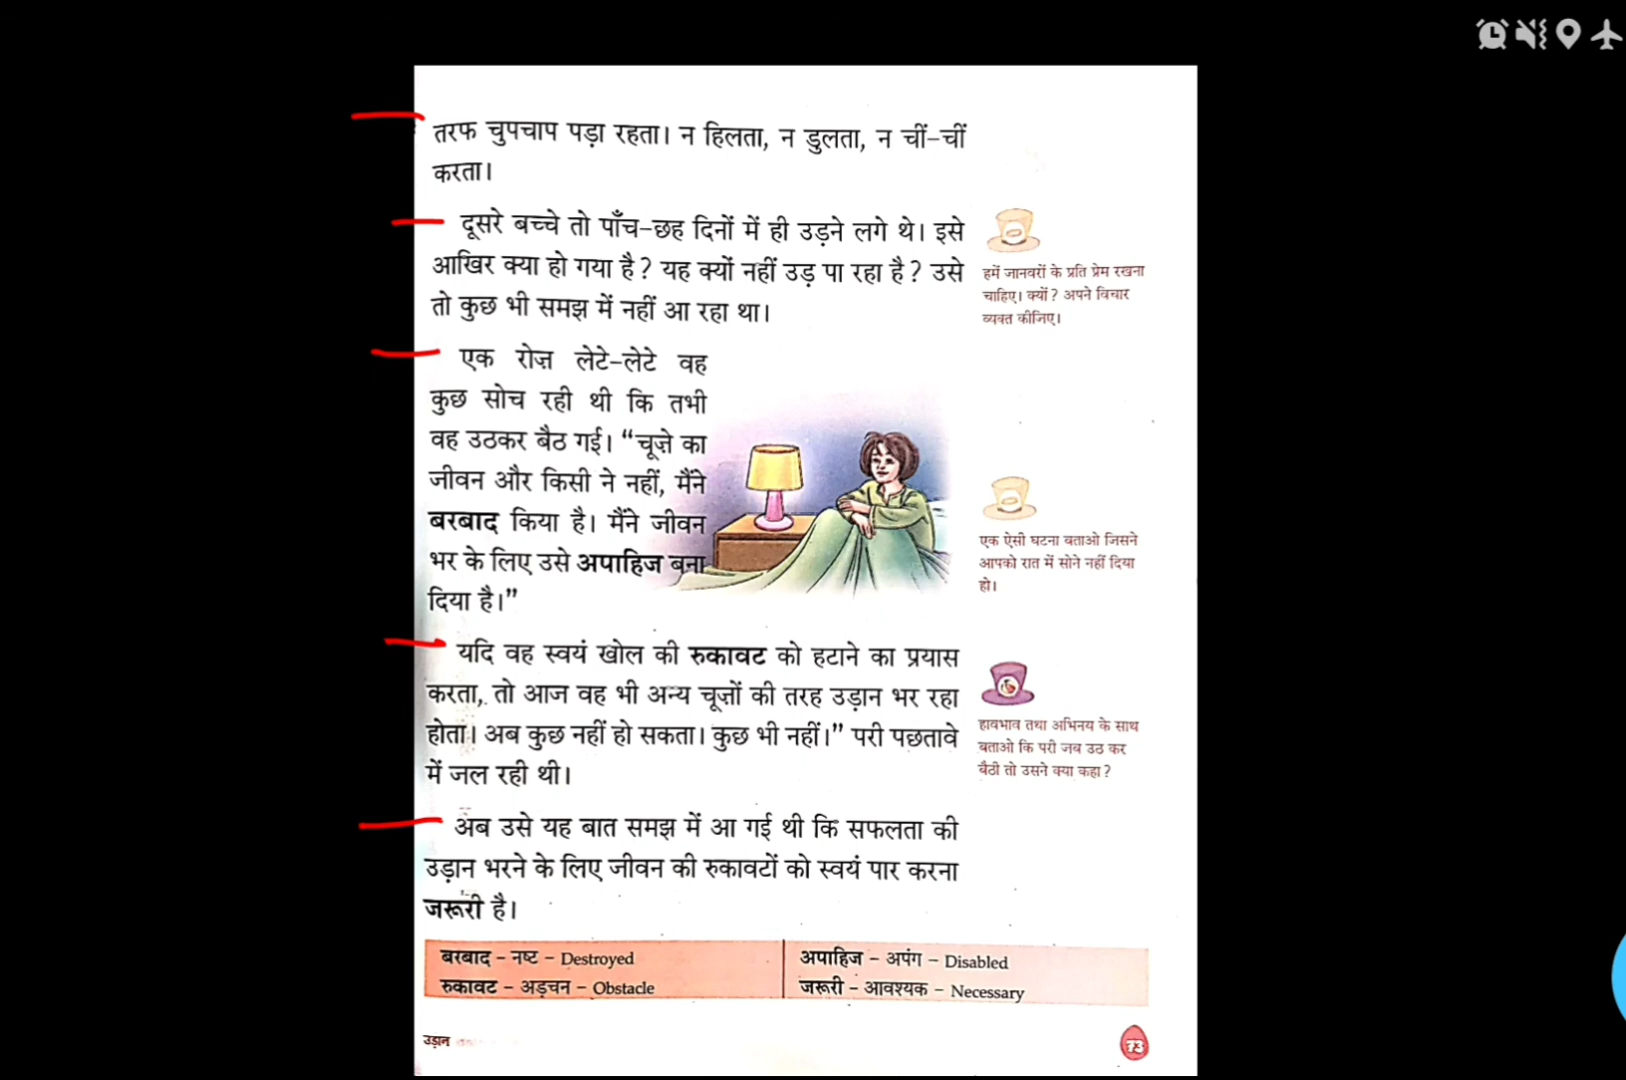 तरफ चुपचाप पड़ा रहता। न हिलता, न डुलता, न चीं-चीं
करता।
दूसरे बच्चे तो पाँच-छह दिनों में ही उड़ने लगे थे। इसे
आखिर क्या हो गया है? यह क्यों नहीं उड़ पा रहा है? उसे
तो कुछ भी समझ में नहीं आ रहा था।
हमें जानवरों के प्रति प्रेम रखना
चाहिए। क्यों? अपने विचार
व्यक्त कीजिए।
एक रोज़ लेटे-लेटे वह
कुछ सोच रही थी कि तभी
वह उठकर बैठ गई। “चूज़े का
जीवन और किसी ने नहीं, मैंने
बरबाद किया है। मैंने जीवन
भर के लिए उसे अपाहिज बना
दिया है।”
एक ऐसी घटना बताओ जिसने
आपको रात में सोने नहीं दिया
हो।
यदि वह स्वयं खोल की रुकावट को हटाने का प्रयास
करता, तो आज वह भी अन्य चूज़ों की तरह उड़ान भर रहा
होता। अब कुछ नहीं हो सकता। कुछ भी नहीं।” परी पछतावे
में जल रही थी।
हावभाव तथा अभिनय के साथ
बताओ कि परी जब उठ कर
बैठी तो उसने क्या कहा?
अब उसे यह बात समझ में आ गई थी कि सफलता की
उड़ान भरने के लिए जीवन की रुकावटों को स्वयं पार करना
जरूरी है।
बरबाद – नष्ट – Destroyed
रुकावट – अड़चन – Obstacle
अपाहिज – अपंग – Disabled
जरूरी – आवश्यक – Necessary
उड़ान
73